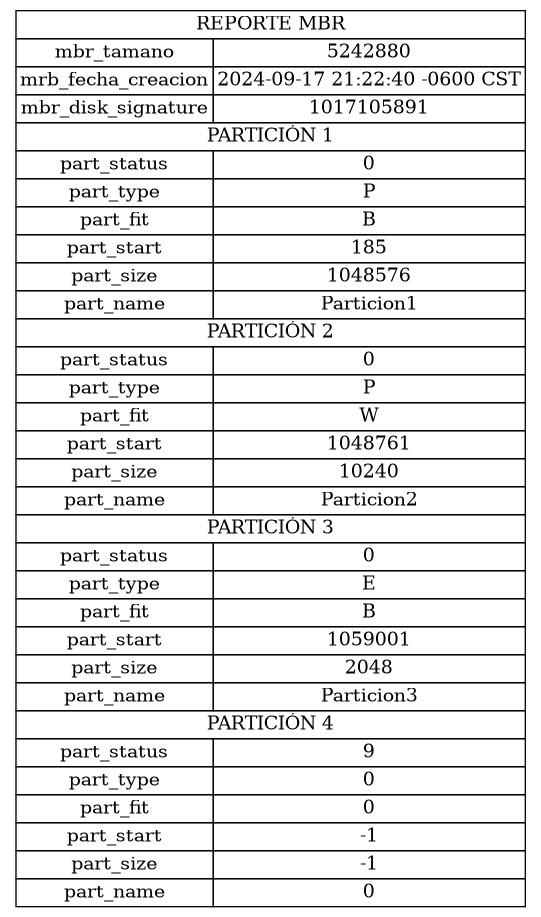 REPORTE MBR
mbr_tamano 5242880
mrb_fecha_creacion 2024-09-17 21:22:40 -0600 CST
mbr_disk_signature 1017105891
PARTICIÓN 1
part_status 0
part_type P
part_fit B
part_start 185
part_size 1048576
part_name Particion1
PARTICIÓN 2
part_status 0
part_type P
part_fit W
part_start 1048761
part_size 10240
part_name Particion2
PARTICIÓN 3
part_status 0
part_type E
part_fit B
part_start 1059001
part_size 2048
part_name Particion3
PARTICIÓN 4
part_status 9
part_type 0
part_fit 0
part_start -1
part_size -1
part_name 0